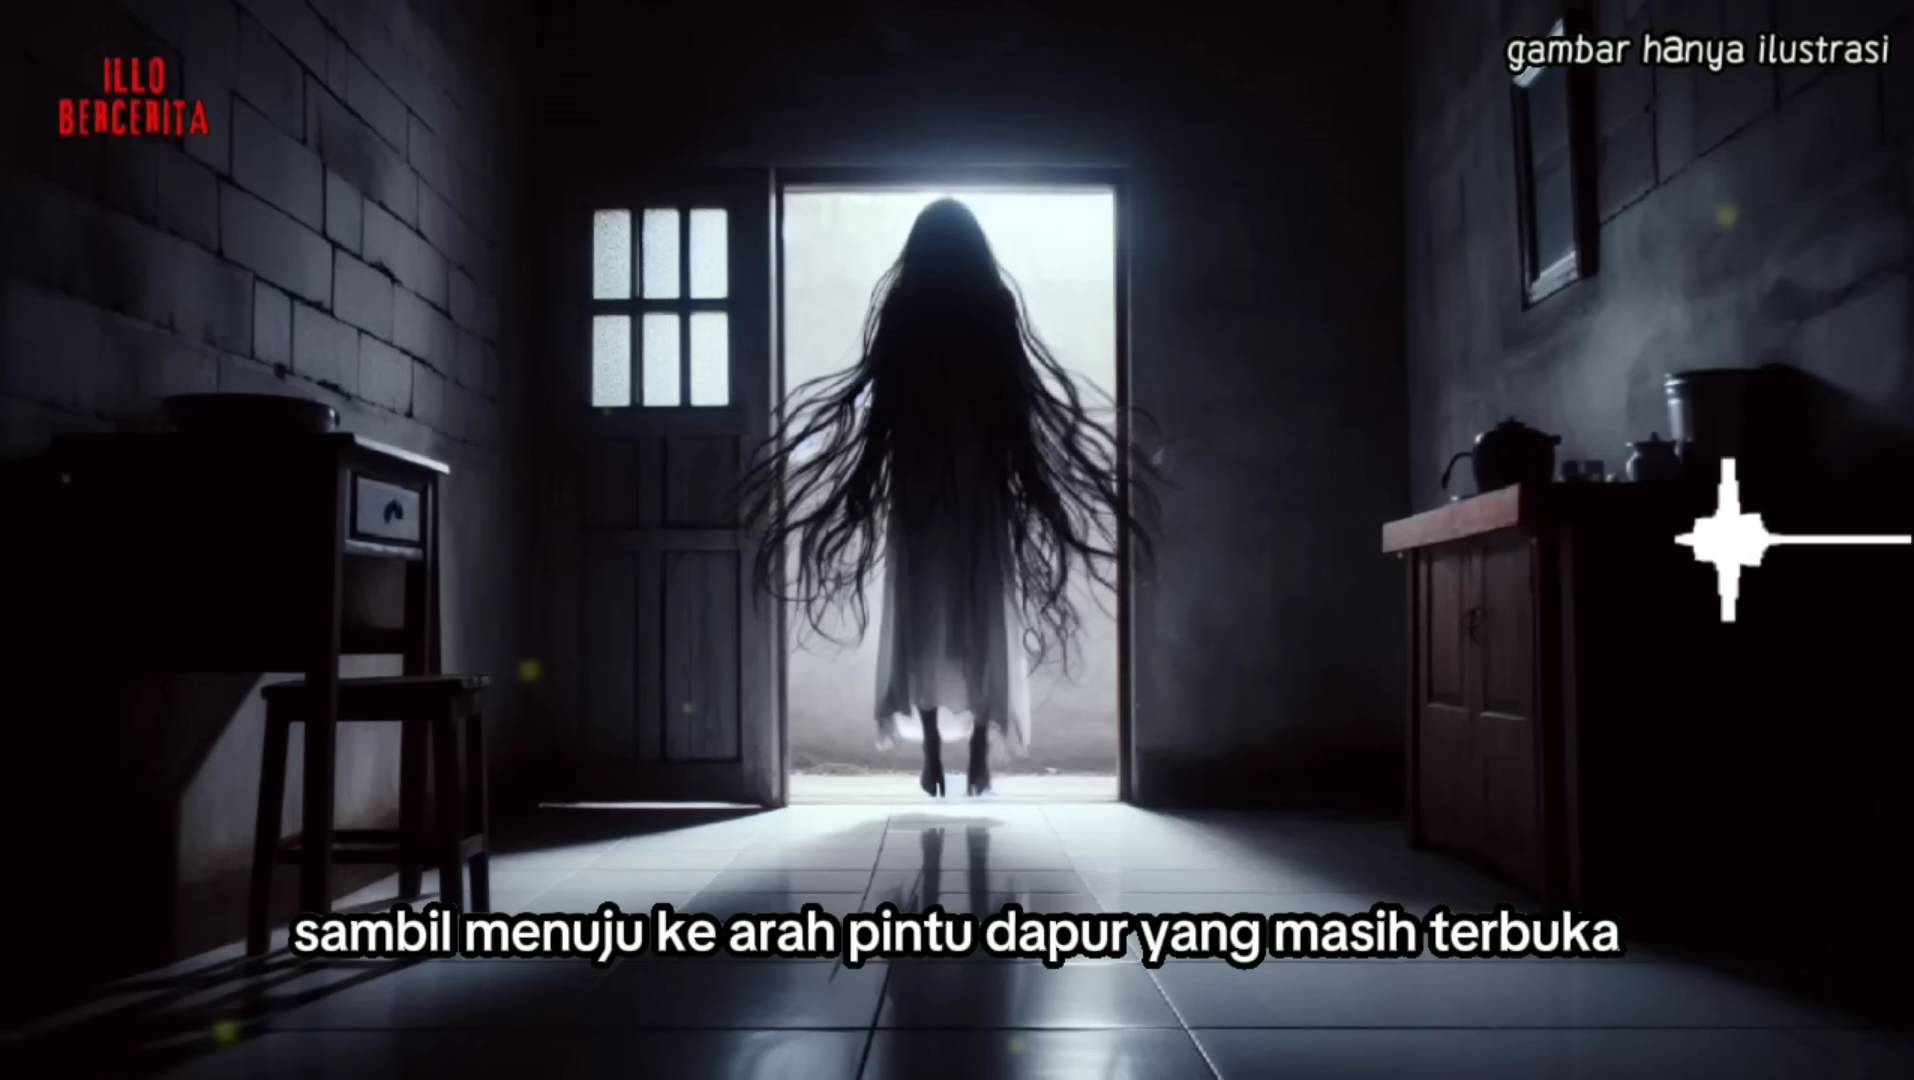 ILLO
BERCERITA
gambar hanya ilustrasi
sambil menuju ke arah pintu dapur yang masih terbuka